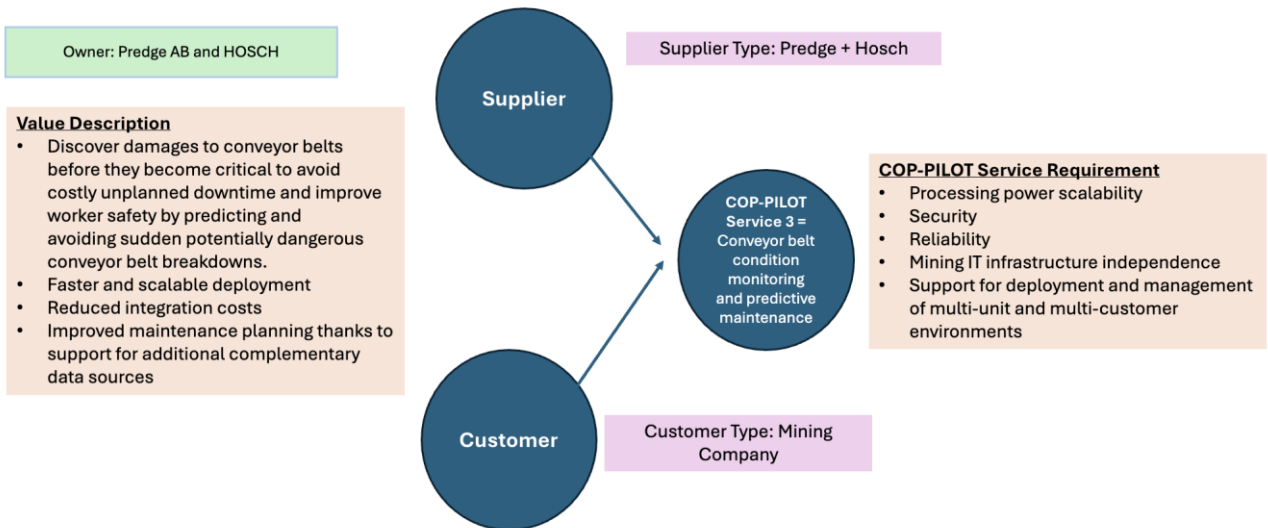 Owner: Predge AB and HOSCH
Value Description
• Discover damages to conveyor belts
before they become critical to avoid
costly unplanned downtime and improve
worker safety by predicting and
avoiding sudden potentially dangerous
conveyor belt breakdowns.
• Faster and scalable deployment
• Reduced integration costs
• Improved maintenance planning thanks to
support for additional complementary
data sources
Supplier
Supplier Type: Predge + Hosch
COP-PILOT
Service 3 =
Conveyor belt
condition
monitoring
and predictive
maintenance
Customer
Customer Type: Mining
Company
COP-PILOT Service Requirement
• Processing power scalability
• Security
• Reliability
• Mining IT infrastructure independence
• Support for deployment and management
of multi-unit and multi-customer
environments